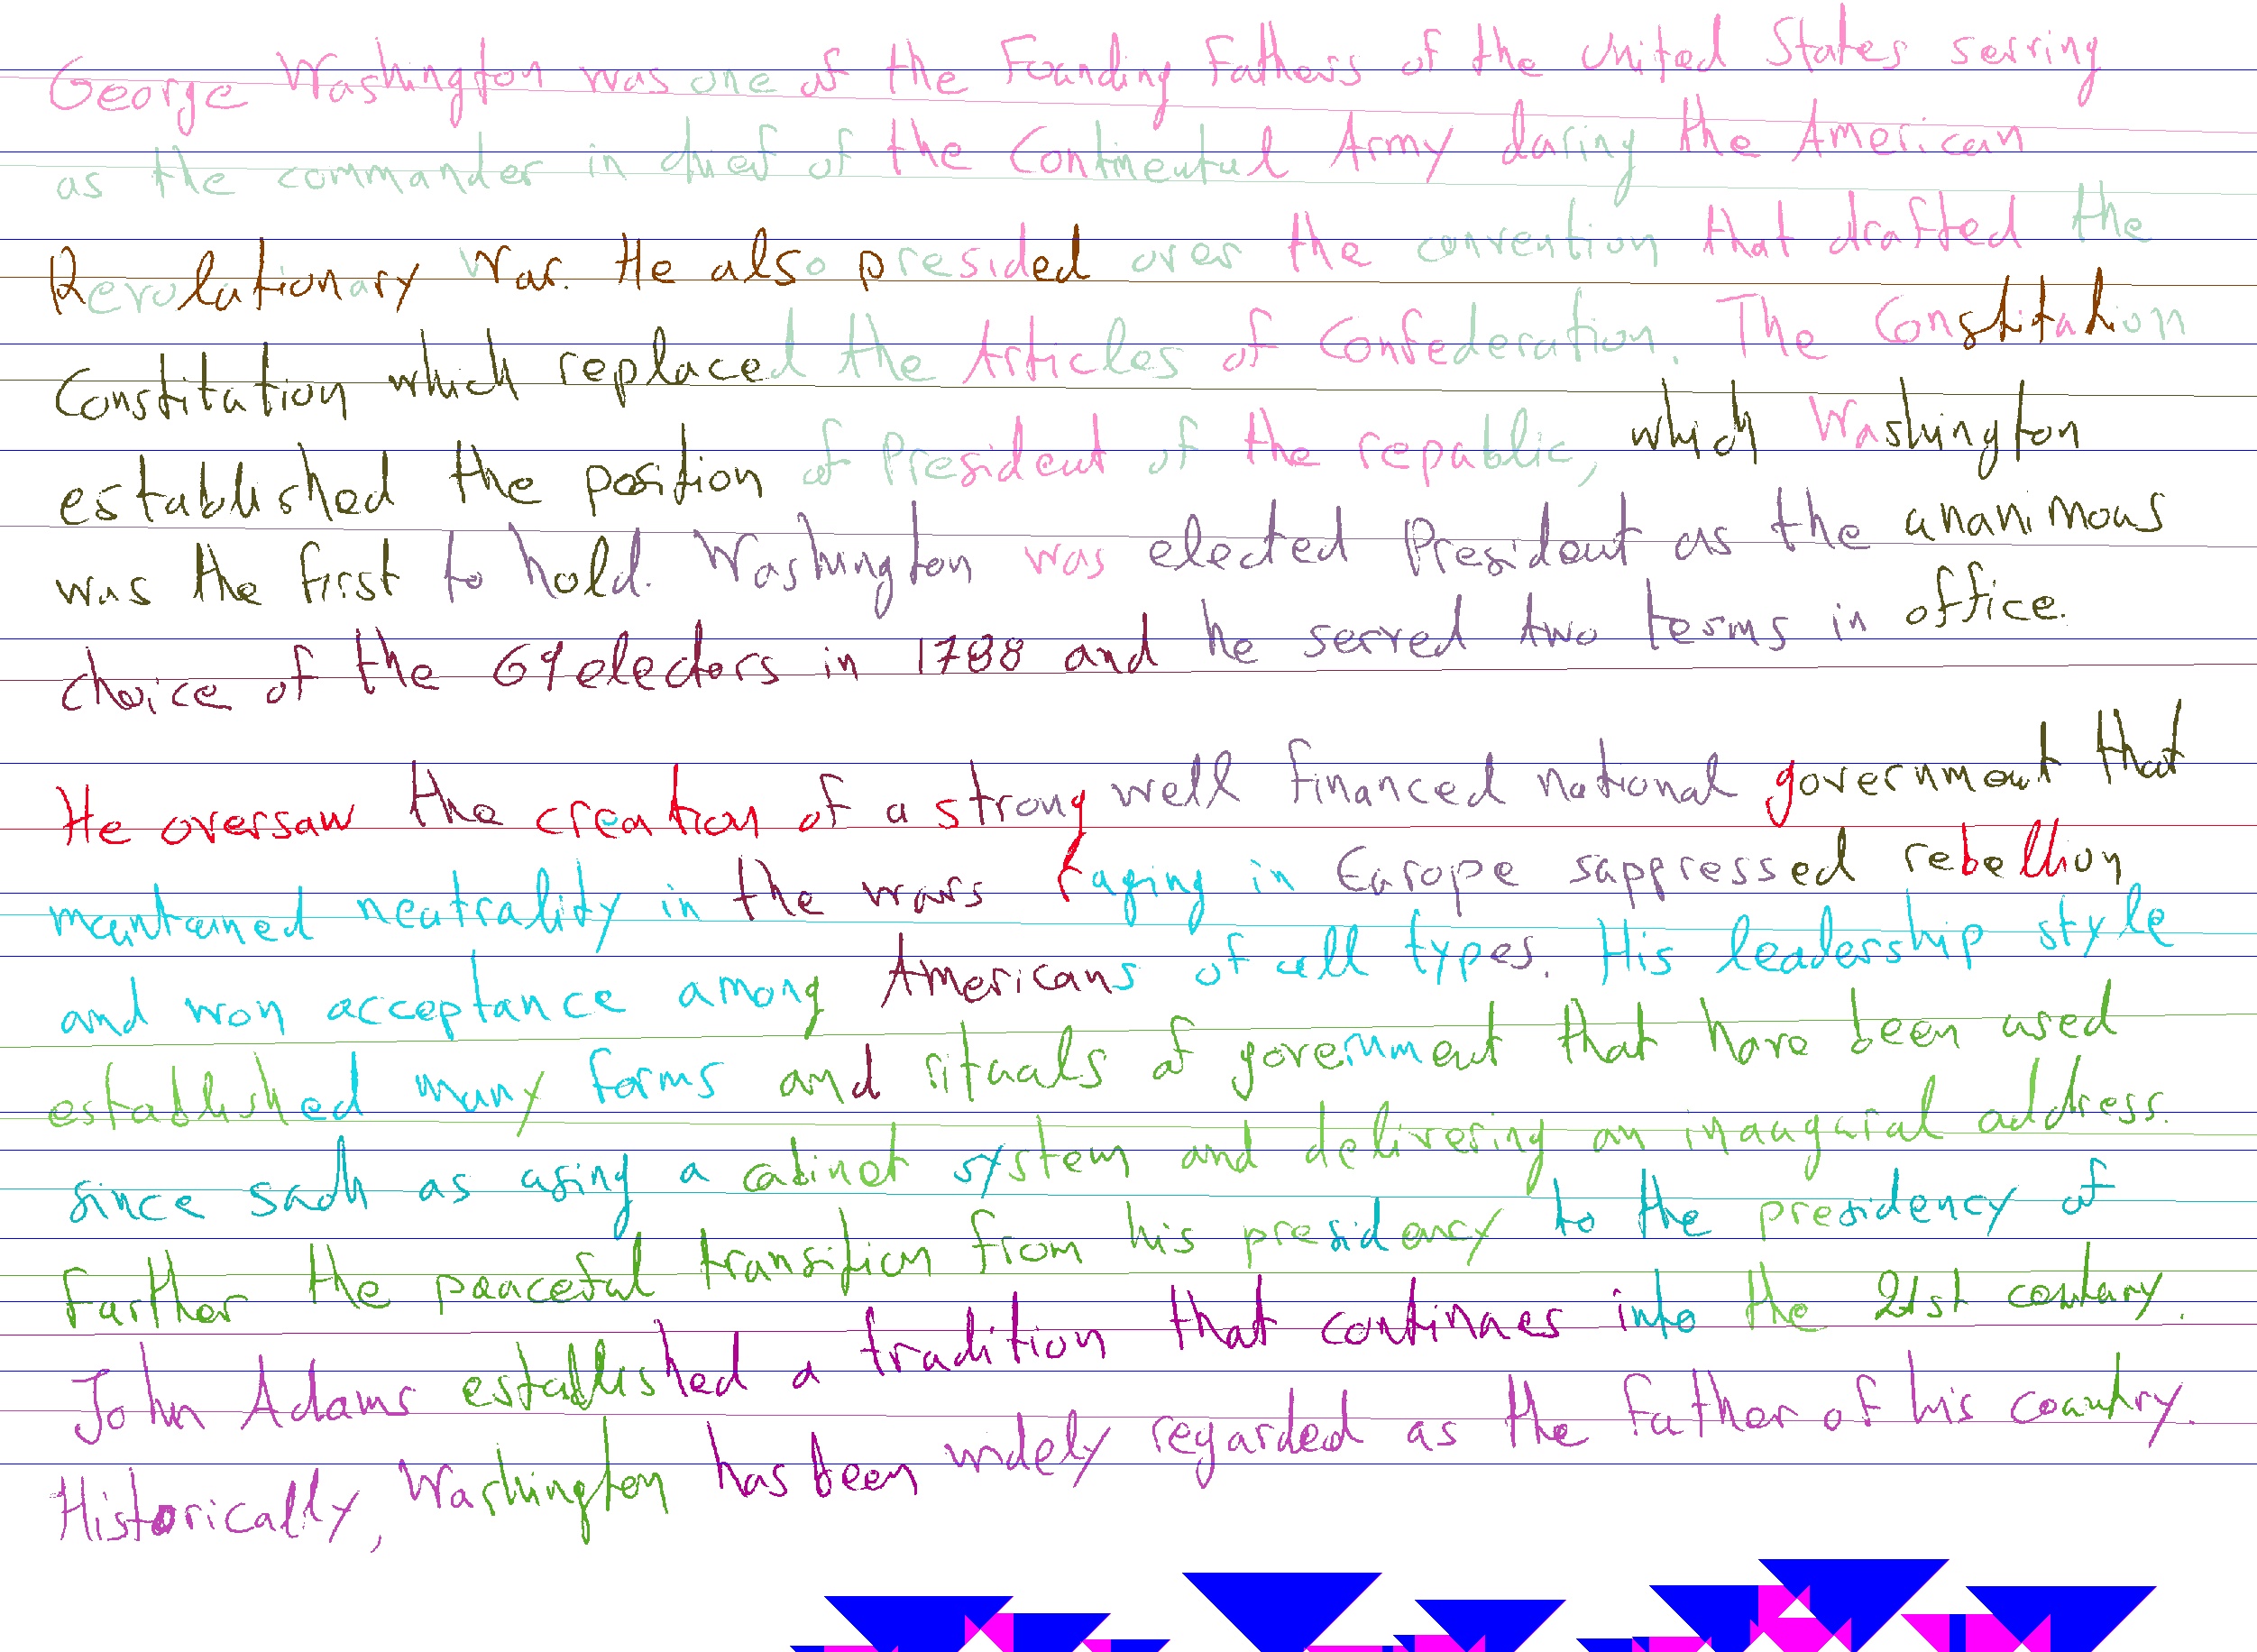 George Washington was one of the Founding Fathers of the United States serving
as the commander in chief of the Continental Army during the American
Revolutionary War. He also presided over the convention that drafted the
Constitution which replaced the Articles of Confederation. The Constitution
established the position of President of the republic, which Washington
was the first to hold. Washington was elected President as the unanimous
choice of the 69 electors in 1788 and he served two terms in office.
He oversaw the creation of a strong well financed national government that
maintained neutrality in the wars raging in Europe suppressed rebellion
and won acceptance among Americans of all types. His leadership style
established many forms and rituals of government that have been used
since such as using a cabinet system and delivering an inaugural address.
Further the peaceful transition from his presidency to the presidency of
John Adams established a tradition that continues into the 21st century.
Historically, Washington has been widely regarded as the father of his country.